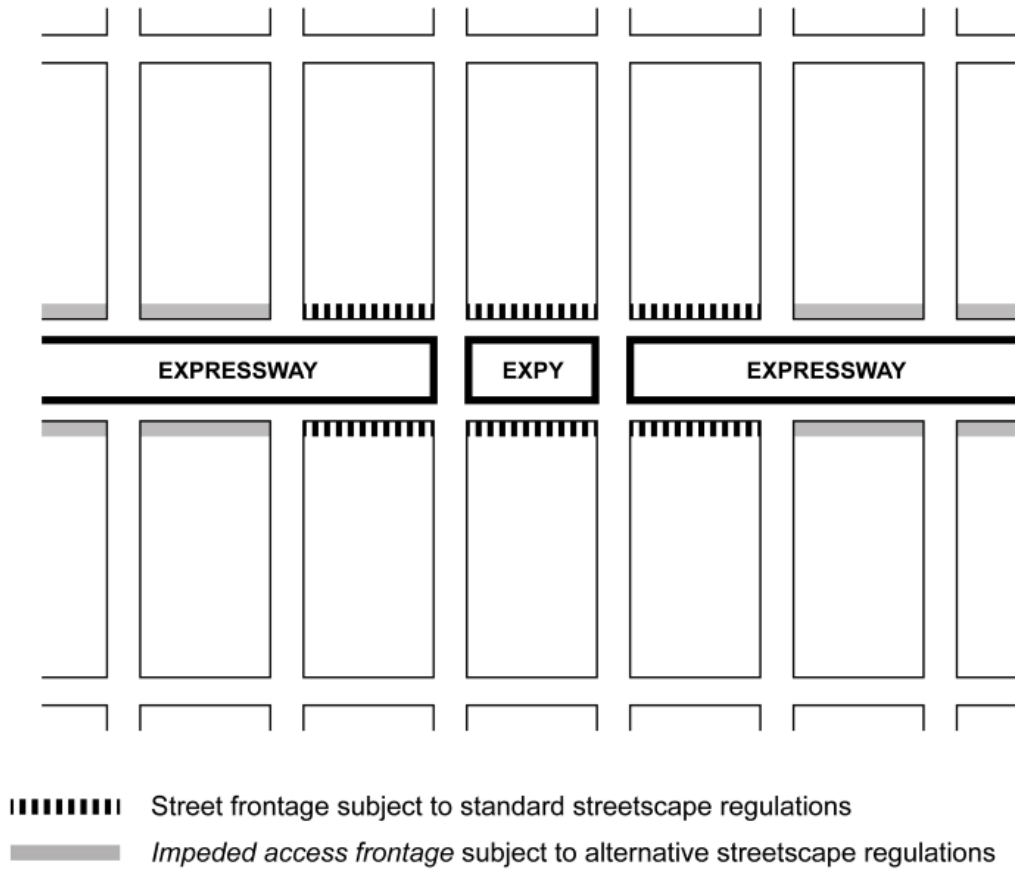 EXPRESSWAY EXPY EXPRESSWAY
Street frontage subject to standard streetscape regulations
Impeded access frontage subject to alternative streetscape regulations